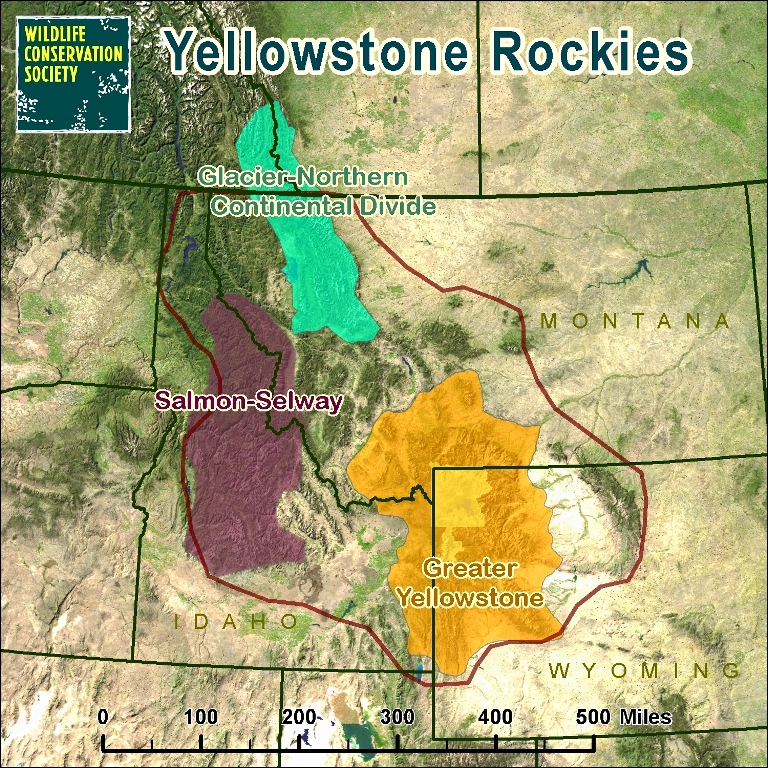 WILDLIFE
CONSERVATION
SOCIETY
Yellowstone Rockies
Glacier-Northern
Continental Divide
MONTANA
Salmon-Selway
Greater
Yellowstone
IDAHO
WYOMING
0 100 200 300 400 500 Miles